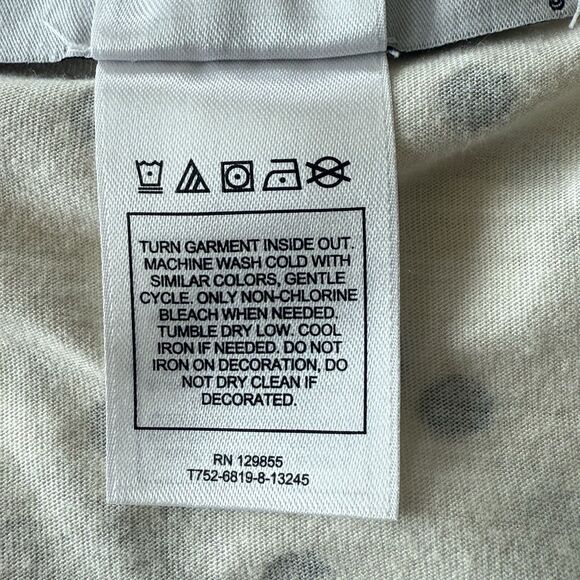 TURN GARMENT INSIDE OUT.
MACHINE WASH COLD WITH
SIMILAR COLORS, GENTLE
CYCLE. ONLY NON-CHLORINE
BLEACH WHEN NEEDED.
TUMBLE DRY LOW. COOL
IRON IF NEEDED. DO NOT
IRON ON DECORATION, DO
NOT DRY CLEAN IF
DECORATED.
RN 129855
T752-6819-8-13245